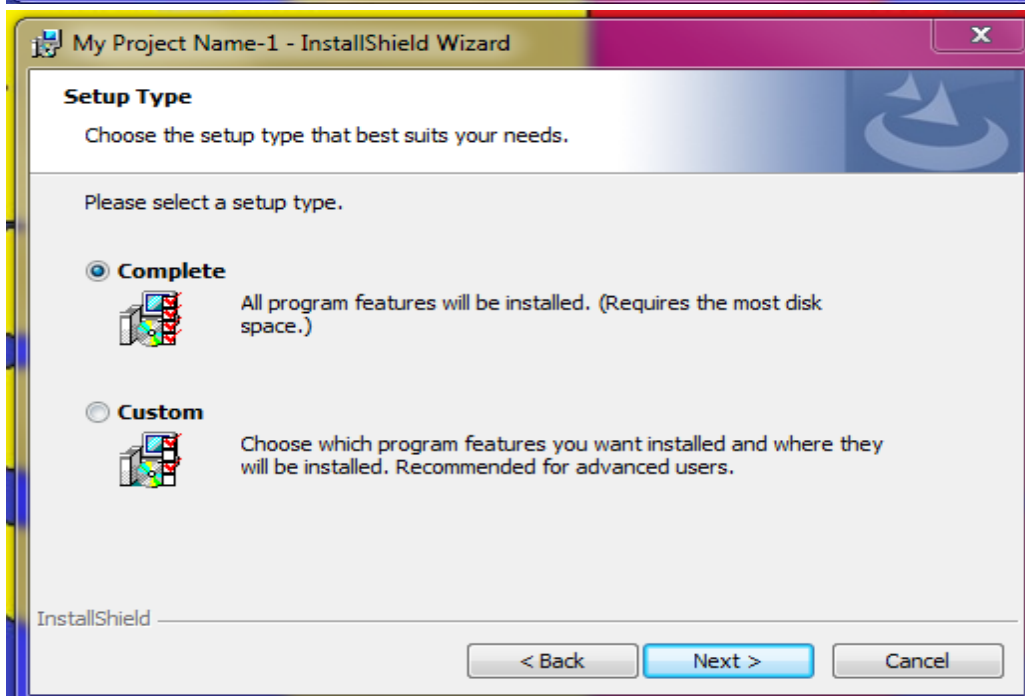 My Project Name-1 - InstallShield Wizard
x
Setup Type
Choose the setup type that best suits your needs.
Please select a setup type.
Complete
All program features will be installed. (Requires the most disk
space.)
Custom
Choose which program features you want installed and where they
will be installed. Recommended for advanced users.
InstallShield
< Back Next > Cancel